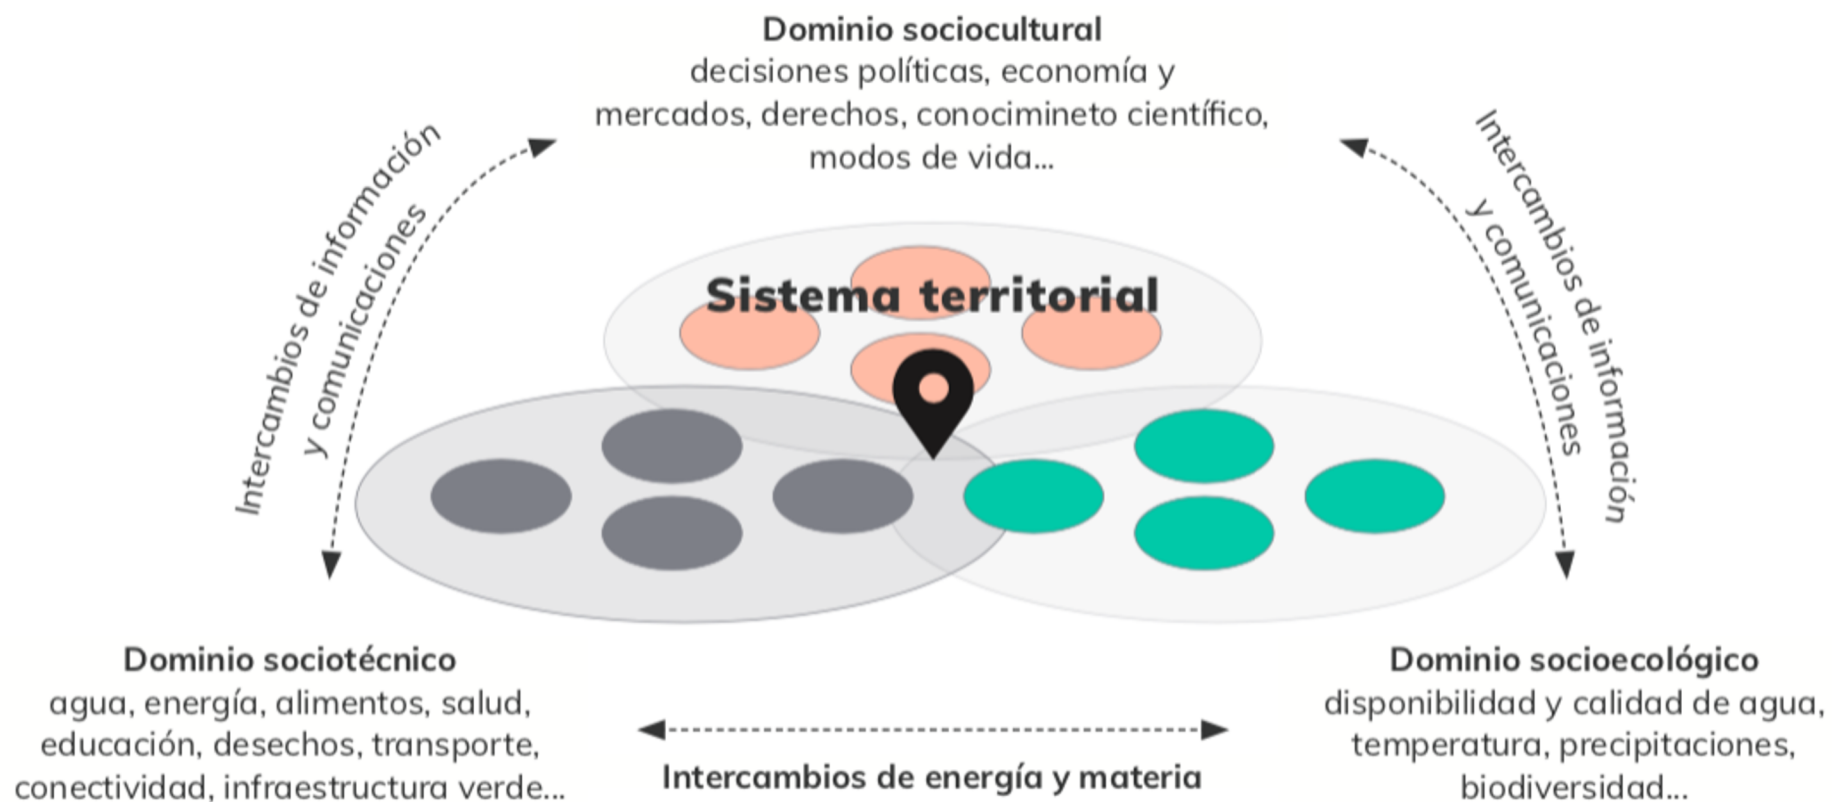 Dominio sociocultural
decisiones políticas, economía y
mercados, derechos, conocimineto científico,
modos de vida...
Intercambios de información
y comunicaciones
Intercambios de información
y comunicaciones
Sistema territorial
Dominio sociotécnico
agua, energía, alimentos, salud,
educación, desechos, transporte,
conectividad, infraestructura verde...
Intercambios de energía y materia
Dominio socioecológico
disponibilidad y calidad de agua,
temperatura, precipitaciones,
biodiversidad...